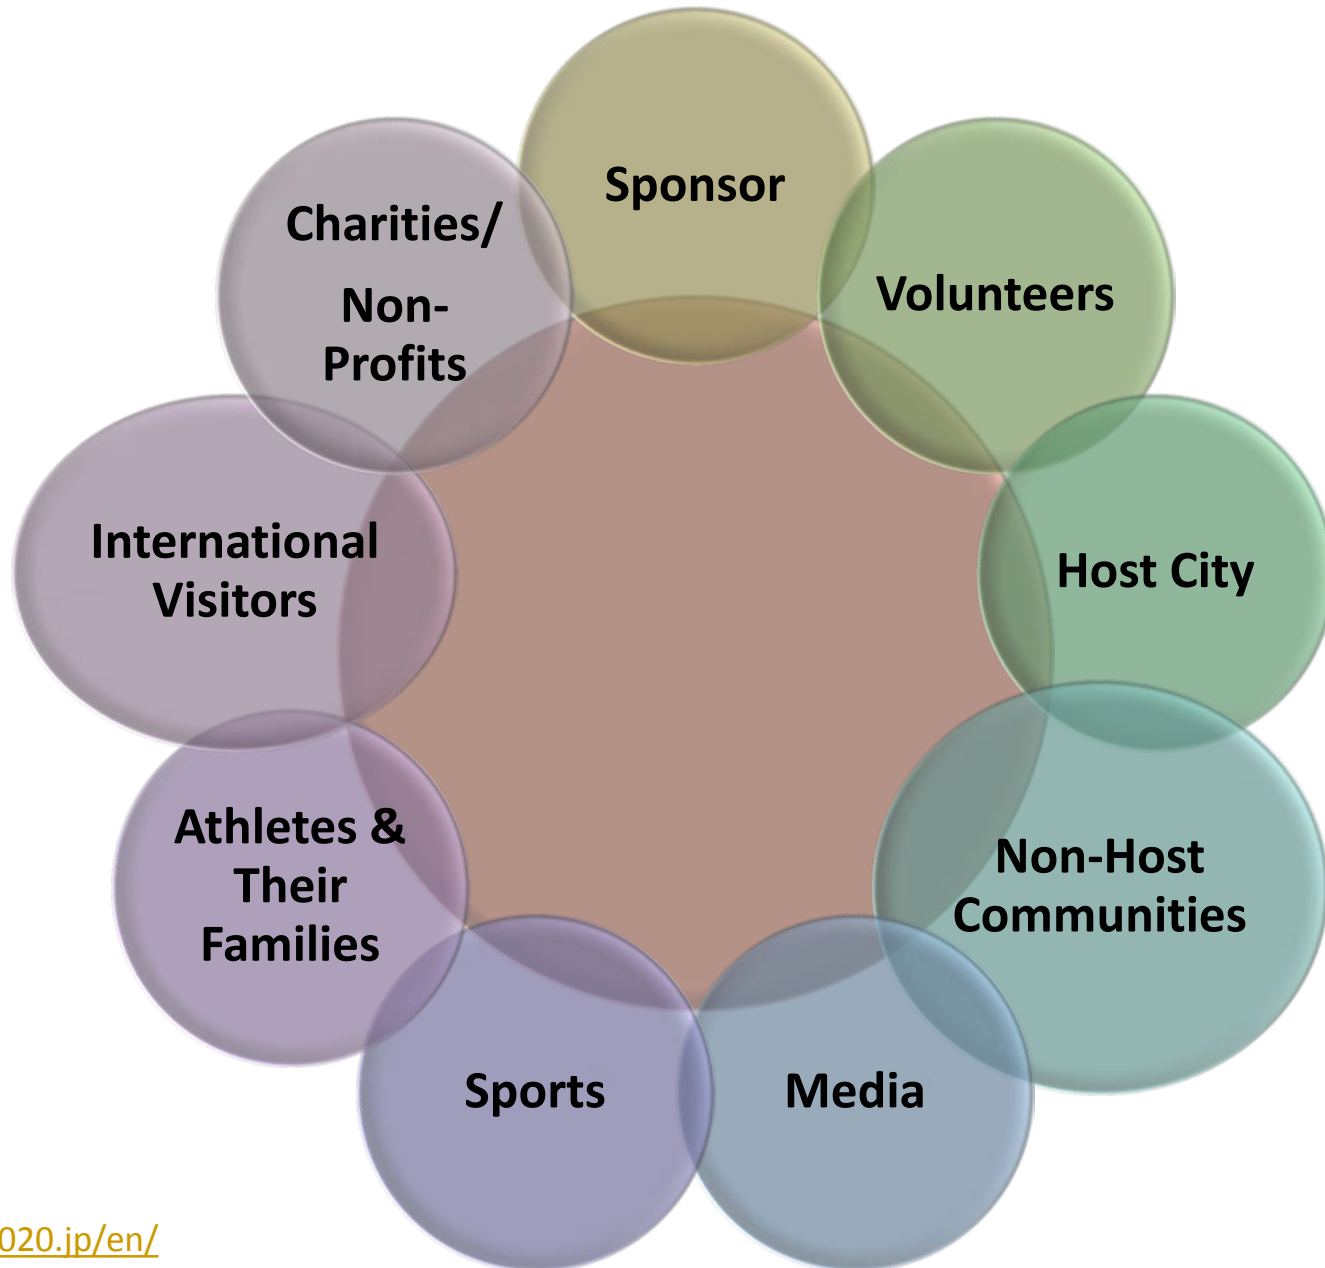 Sponsor
Charities/
Non-
Profits
Volunteers
International
Visitors
Host City
Athletes &
Their
Families
Non-Host
Communities
Sports
Media
020.jp/en/